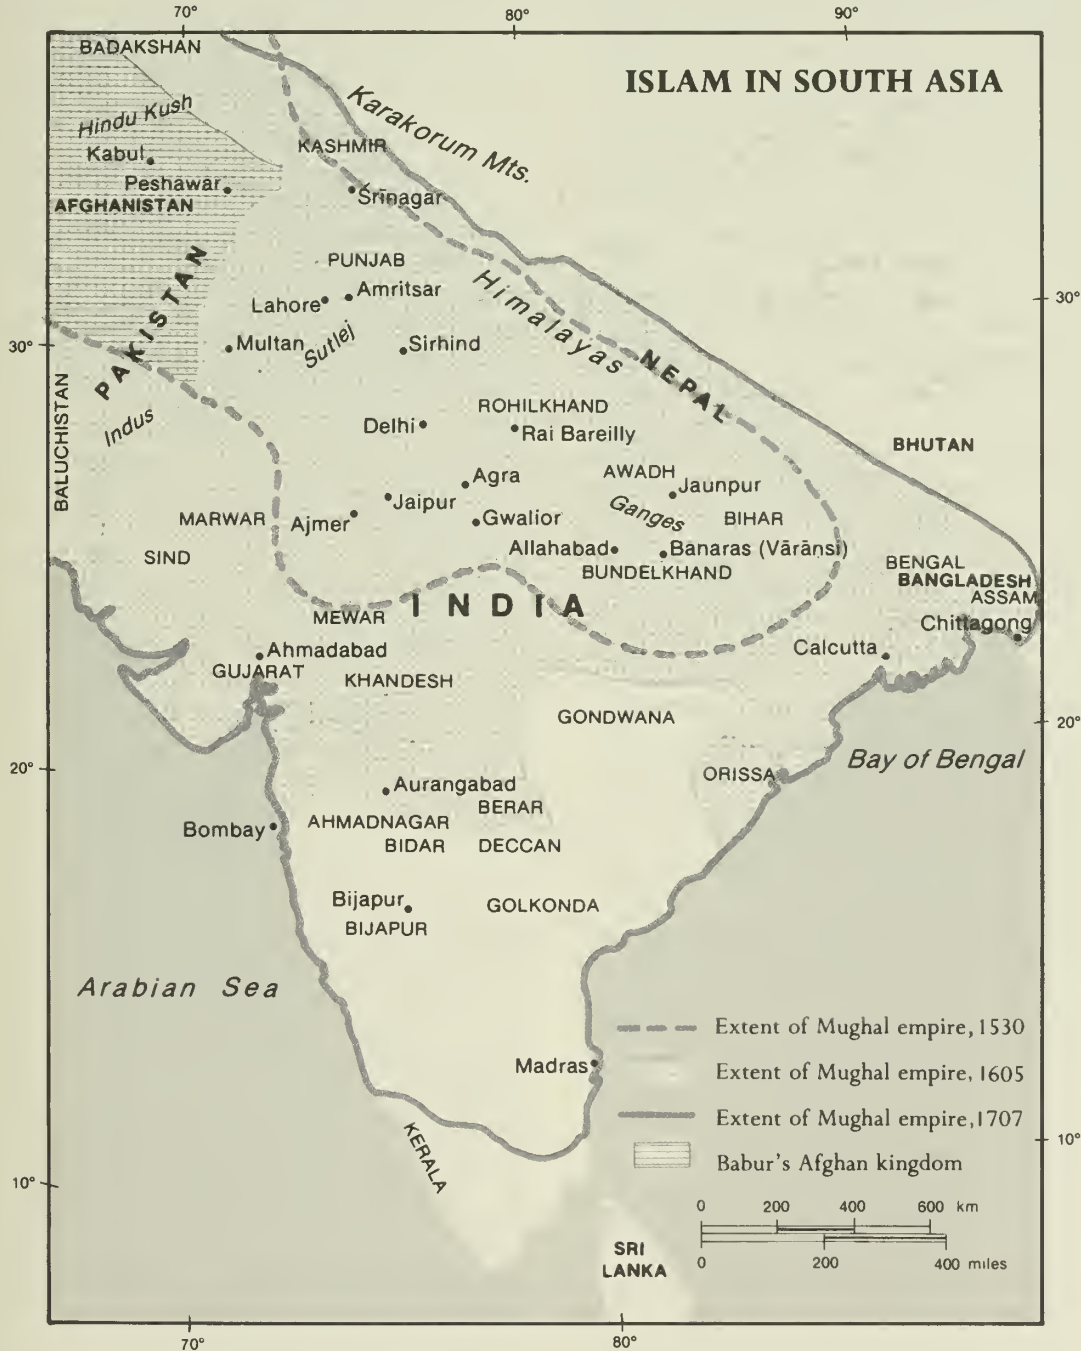 70°
80°
90°
ISLAM IN SOUTH ASIA
BADAKSHAN
Hindu Kush
Karakorum Mts.
KASHMIR
Kabul
Peshawar
Srīnagar
AFGHANISTAN
PUNJAB
PAKISTAN
Lahore
Amritsar
Himalayas
30°
30°
Multan
Sutlej
Sirhind
NEPAL
BALUCHISTAN
Indus
ROHILKHAND
Delhi
Rai Bareilly
BHUTAN
Agra
AWADH
Jaunpur
Jaipur
Ganges
MARWAR
Ajmer
Gwalior
BIHAR
SIND
Allahabad
Banaras (Vārānsi)
BUNDELKHAND
BENGAL
BANGLADESH
ASSAM
INDIA
MEWAR
Chittagong
Calcutta
Ahmadabad
GUJARAT
KHANDESH
GONDWANA
20°
20°
Bay of Bengal
ORISSA
Aurangabad
BERAR
Bombay
AHMADNAGAR
BIDAR
DECCAN
Bijapur
GOLKONDA
BIJAPUR
Arabian Sea
Extent of Mughal empire, 1530
Madras
Extent of Mughal empire, 1605
Extent of Mughal empire, 1707
KERALA
10°
Babur's Afghan kingdom
10°
0 200 400 600 km
SRI
LANKA
0 200 400 miles
70°
80°